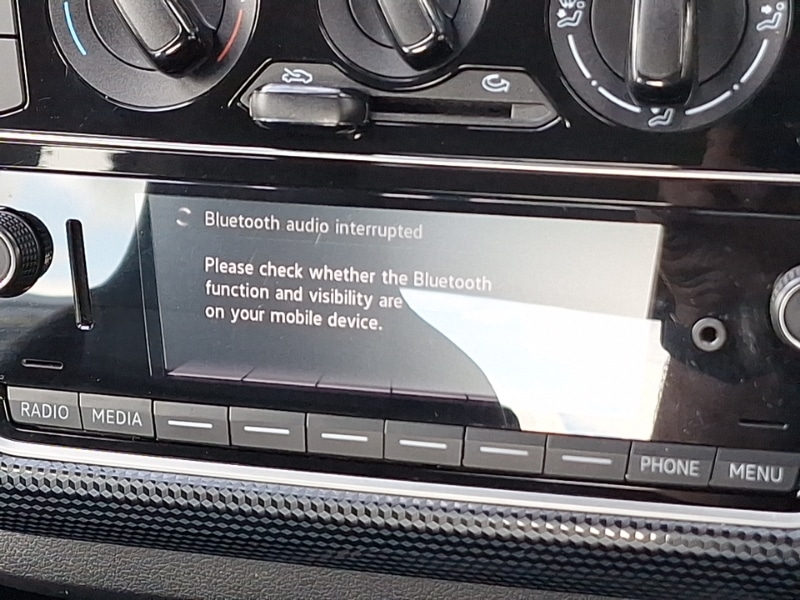 Bluetooth audio interrupted
Please check whether the Bluetooth
function and visibility are
on your mobile device.
RADIO
MEDIA
PHONE
MENU